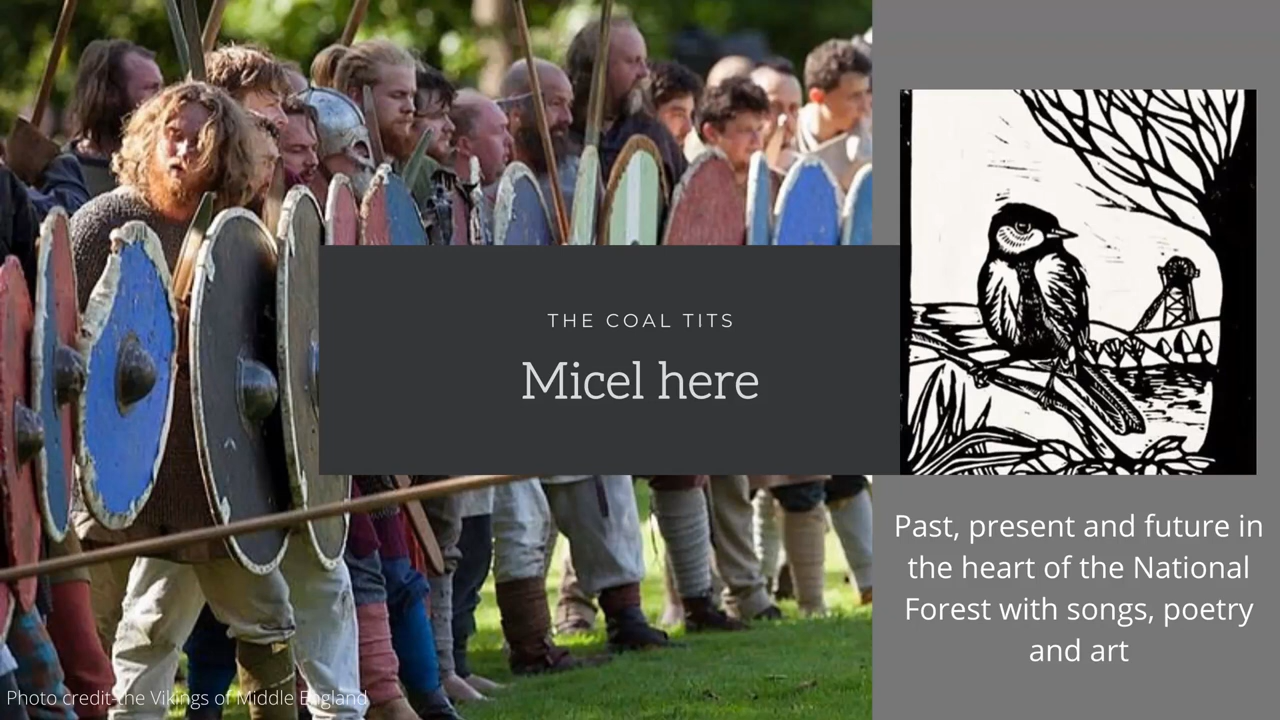 THE COAL TITS
Micel here
Past, present and future in
the heart of the National
Forest with songs, poetry
and art
Photo credit-the Vikings of Middle England